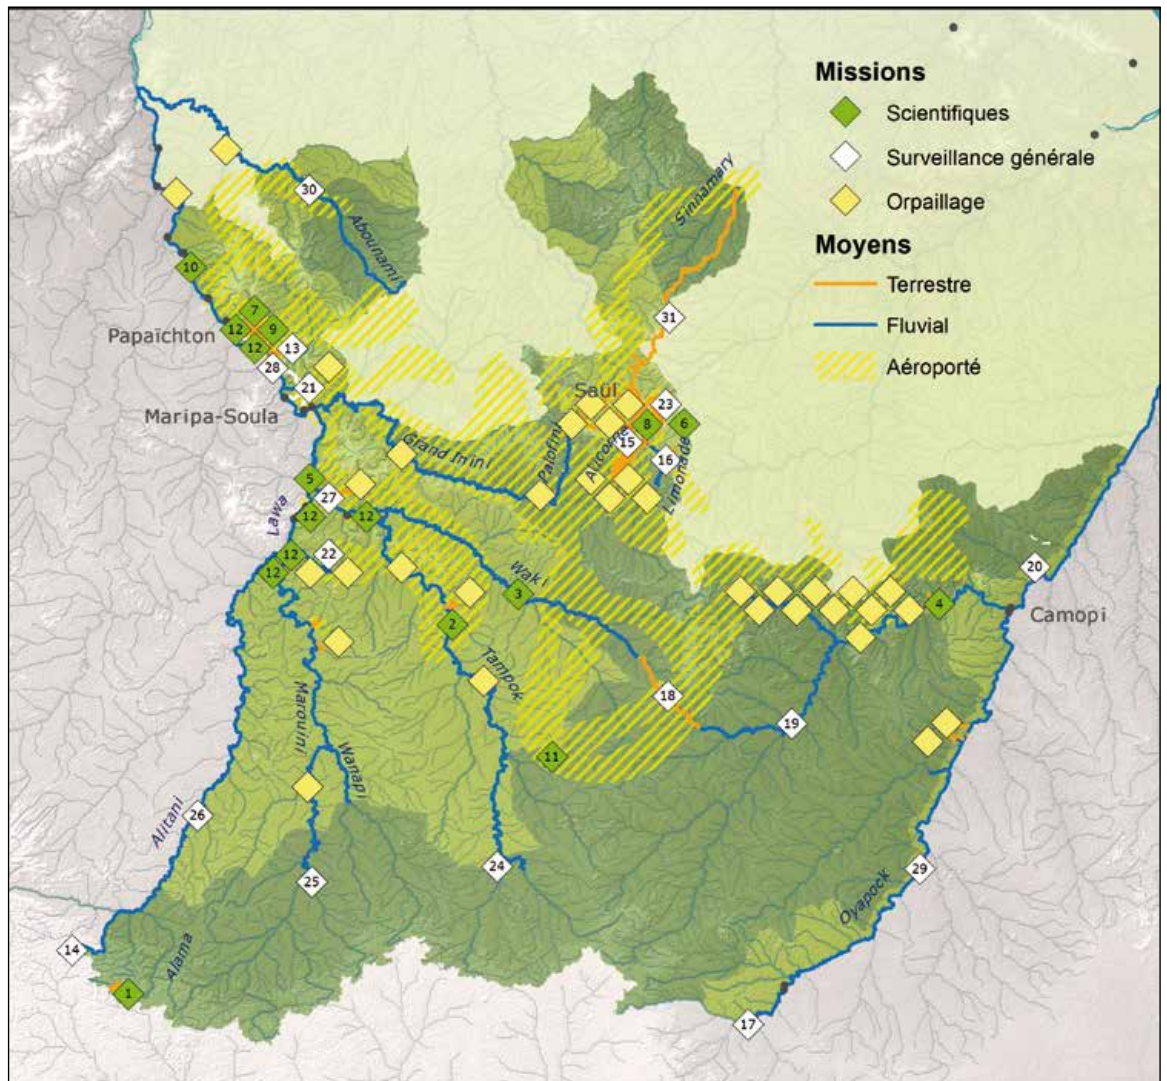 Missions
Scientifiques
Surveillance générale
Orpaillage
Moyens
Terrestre
Fluvial
Aéroporté
30
Abounami
Sinnamary
10
31
7
12
9
Papaïchton
12
13
28
21
Maripa-Soula
Saül
23
8
6
15
16
Grand Inini
Palofini
Alicorne
Limonade
5
27
Lawa
12
12
12
22
12
Waki
3
20
4
Camopi
2
Tampok
18
19
Marouini
Wanapi
11
26
Alitani
24
25
29
Oyapock
14
Alama
1
17